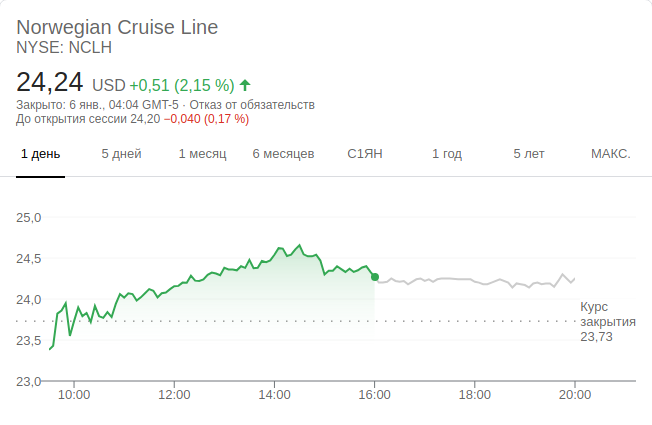 Norwegian Cruise Line
NYSE: NCLH
24,24 USD +0,51 (2,15 %)
Закрыто: 6 янв., 04:04 GMT-5 · Отказ от обязательств
До открытия сессии 24,20 −0,040 (0,17 %)
1 день 5 дней 1 месяц 6 месяцев С1ЯН 1 год 5 лет МАКС.
25,0
24,5
24,0
Курс
закрытия
23,73
23,5
23,0
10:00 12:00 14:00 16:00 18:00 20:00